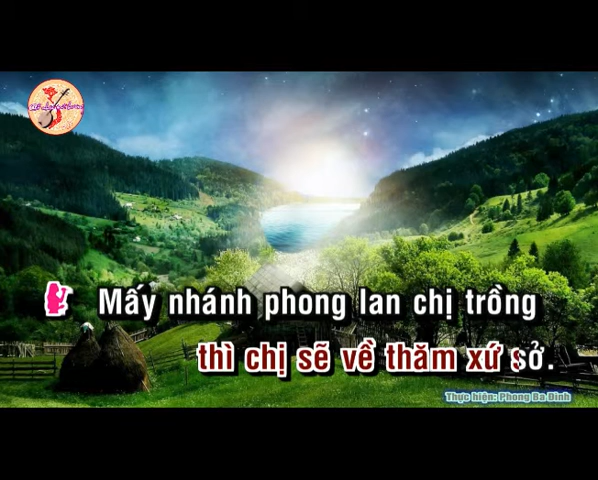 Mấy nhánh phong lan chị trồng
thì chị sẽ về thăm xứ sở.
Thực hiện: Phong Ba Đình